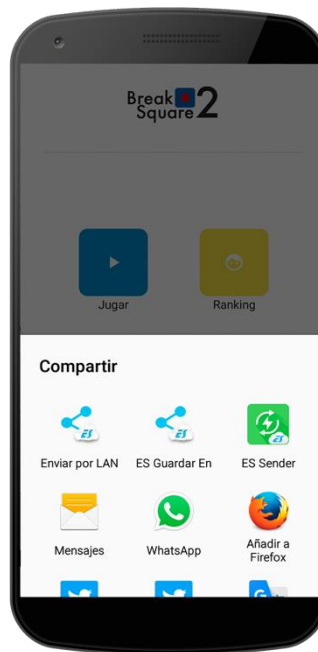 Break
Square 2
Jugar
Ranking
Compartir
Enviar por LAN
ES Guardar En
ES Sender
Mensajes
WhatsApp
Añadir a
Firefox